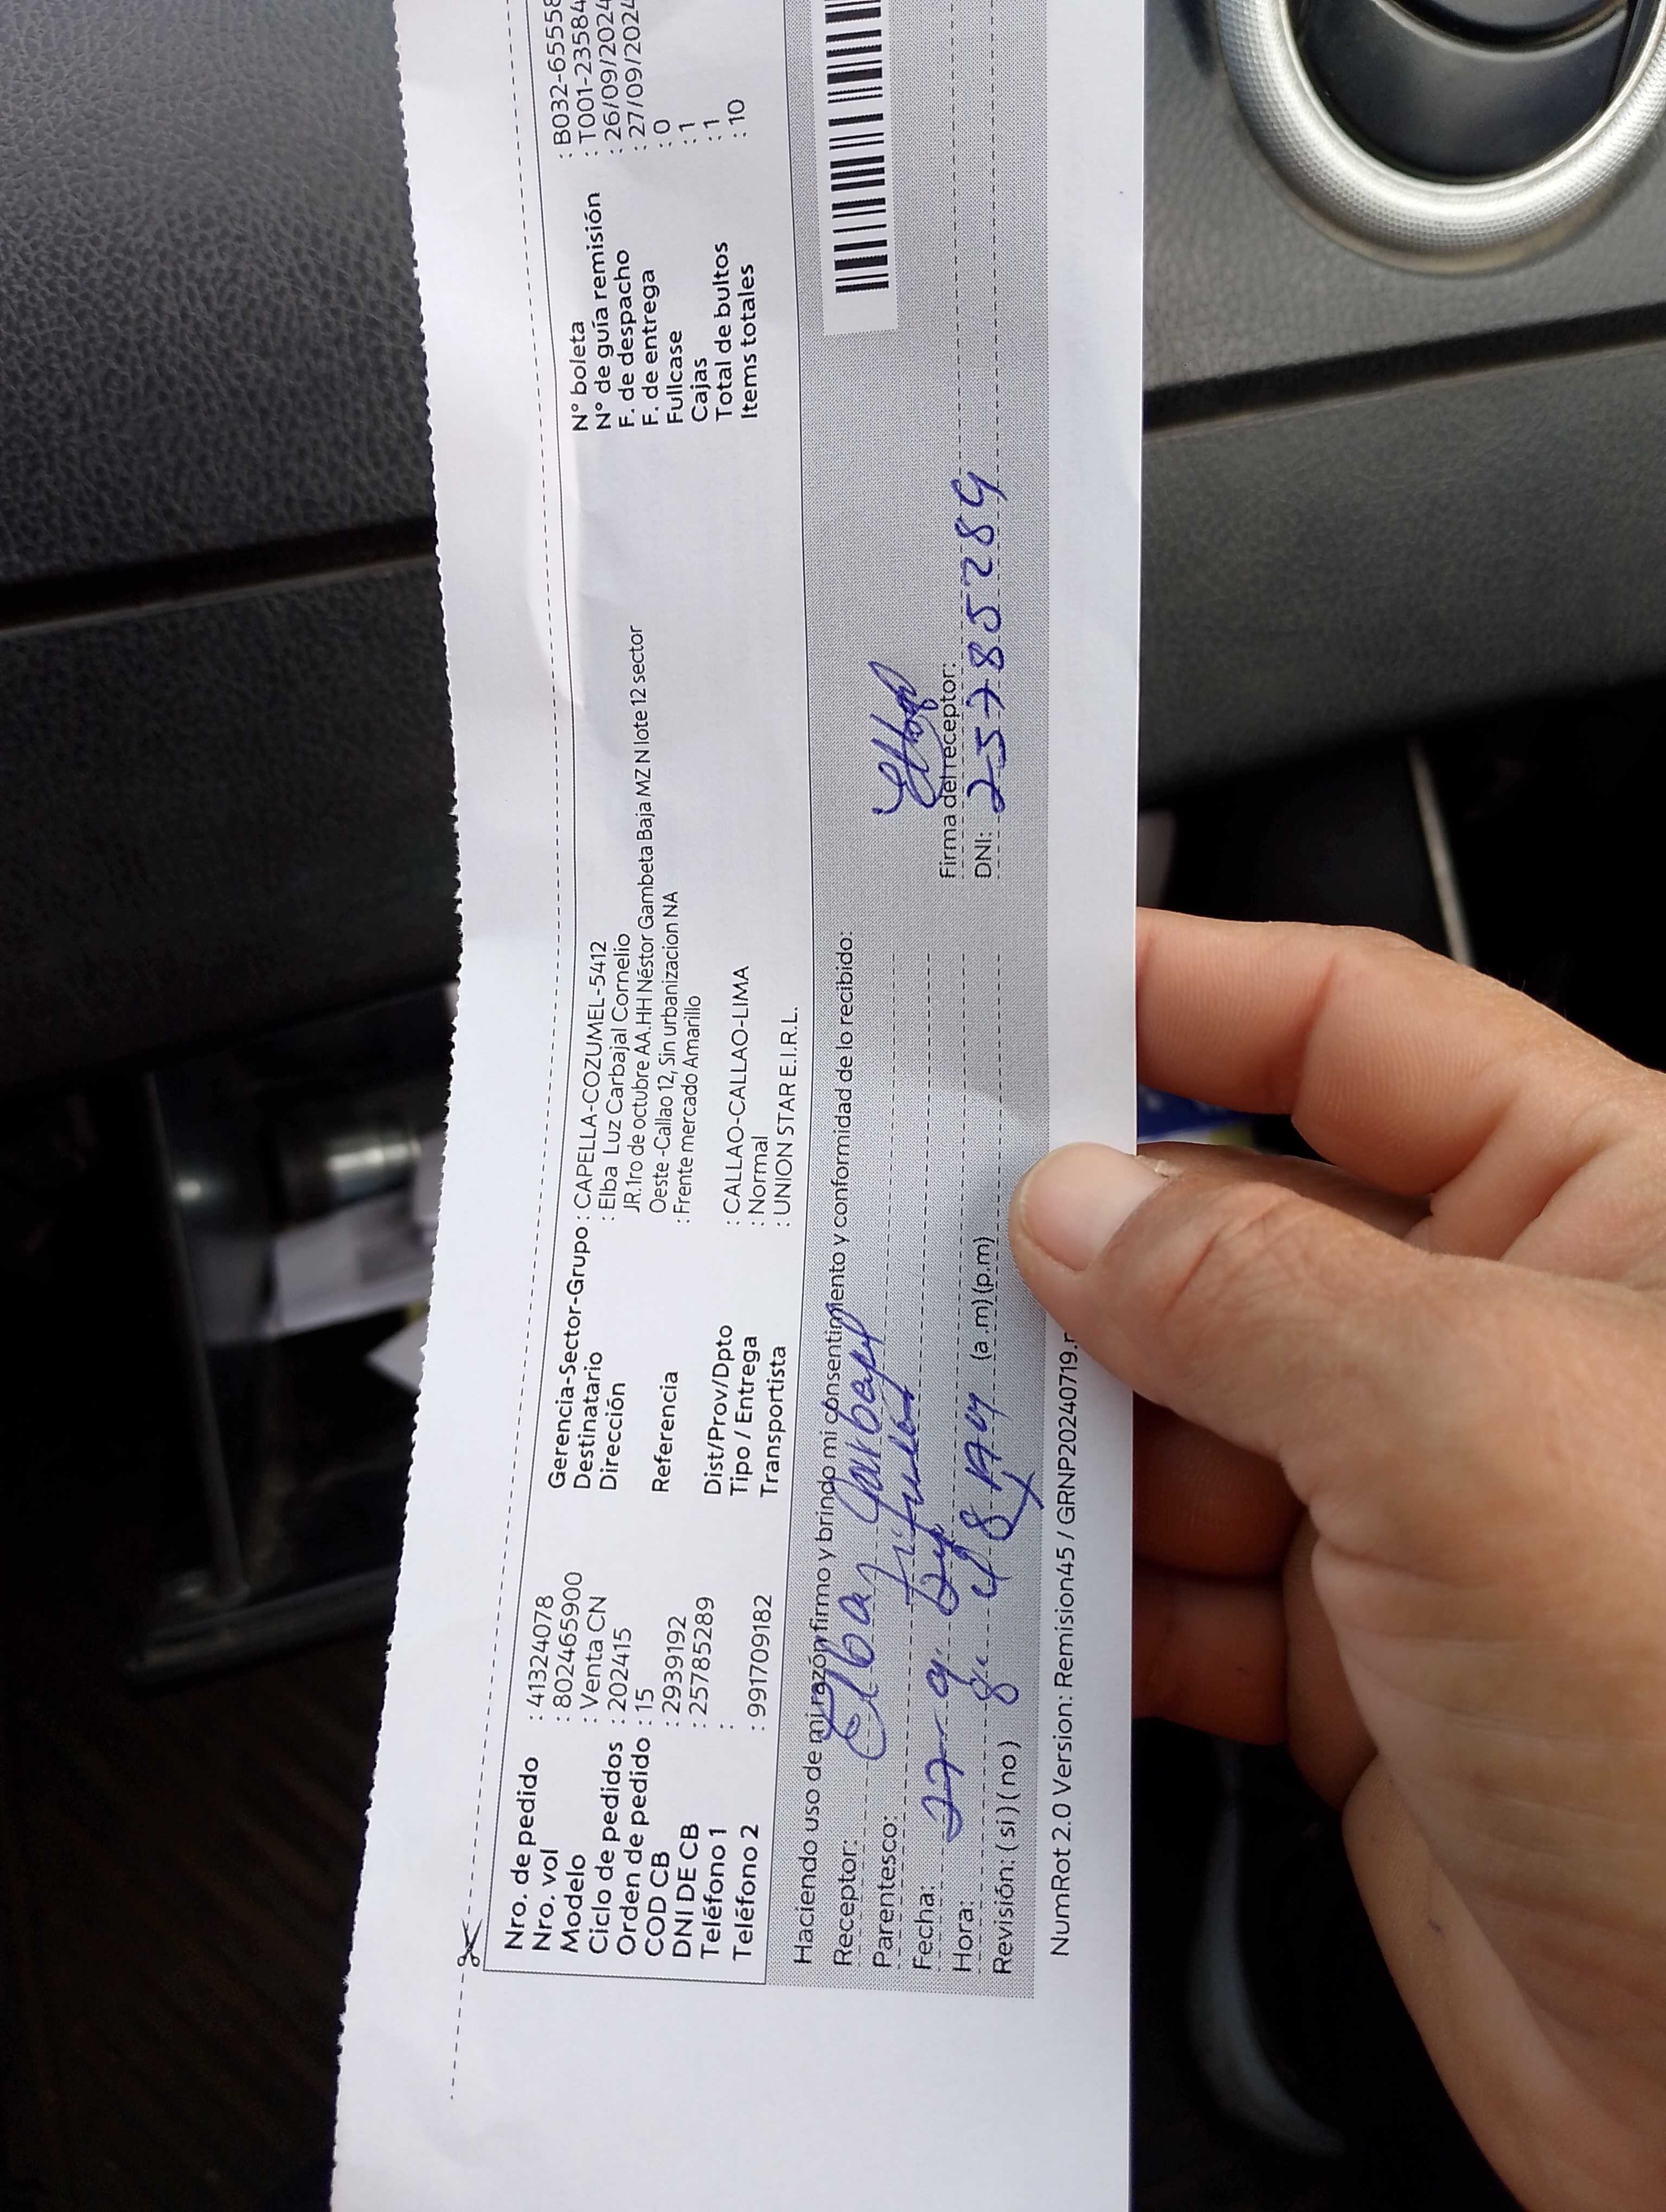 Nro. de pedido : 41324078
Nro. vol : 802465900
Modelo : Venta CN
Ciclo de pedidos : 202415
Orden de pedido : 15
COD CB : 2939192
DNI DE CB : 25785289
Teléfono 1 :
Teléfono 2 : 991709182
Gerencia-Sector-Grupo : CAPELLA-COZUMEL-5412
Destinatario : Elba Luz Carbajal Cornelio
Dirección JR.1ro de octubre AA.HH Néstor Gambeta Baja MZ N lote 12 sector
Oeste -Callao 12, Sin urbanizacion NA
Referencia : Frente mercado Amarillo
Dist/Prov/Dpto : CALLAO-CALLAO-LIMA
Tipo / Entrega : Normal
Transportista : UNION STAR E.I.R.L.
N° boleta : B032-65558
N° de guía remisión : T001-23584
F. de despacho : 26/09/2024
F. de entrega : 27/09/2024
Fullcase : 0
Cajas : 1
Total de bultos : 1
Items totales : 10
Haciendo uso de mi razón firmo y brindo mi consentimiento y conformidad de lo recibido:
Receptor: Elba Carbajal
Parentesco: titular
Fecha: 27-9-24
Hora: 8: 48 (a.m)(p.m)
Revisión: (si) (no)
Firma del receptor:
DNI: 25785289
NumRot 2.0 Version: Remision45 / GRNP20240719.r